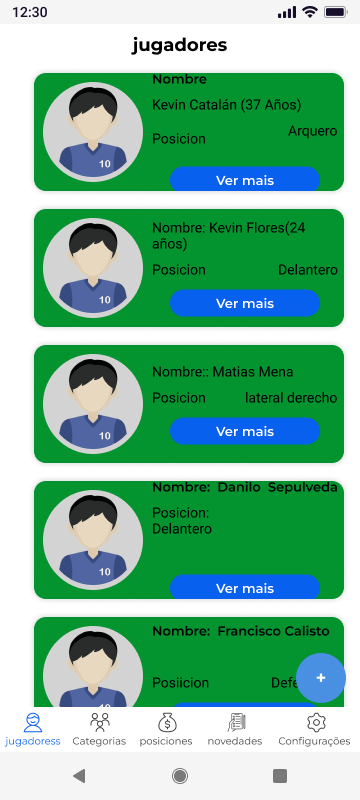 12:30
jugadores
Nombre
Kevin Catalán (37 Años)
Posicion Arquero
10
Ver mais
Nombre: Kevin Flores(24
años)
Posicion Delantero
10
Ver mais
Nombre:: Matias Mena
Posicion lateral derecho
10
Ver mais
Nombre: Danilo Sepulveda
Posicion:
Delantero
10
Ver mais
Nombre: Francisco Calisto
Posiicion
10
+
jugadoress Categorias posiciones novedades Configurações